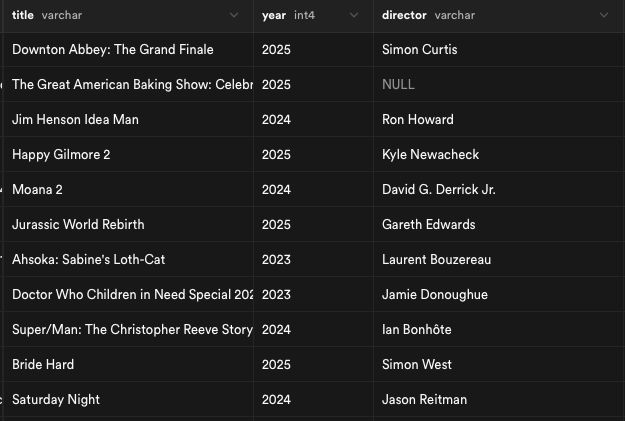 title varchar year int4 director varchar
Downton Abbey: The Grand Finale 2025 Simon Curtis
The Great American Baking Show: Celebr 2025 NULL
Jim Henson Idea Man 2024 Ron Howard
Happy Gilmore 2 2025 Kyle Newacheck
Moana 2 2024 David G. Derrick Jr.
Jurassic World Rebirth 2025 Gareth Edwards
Ahsoka: Sabine's Loth-Cat 2023 Laurent Bouzereau
Doctor Who Children in Need Special 202 2023 Jamie Donoughue
Super/Man: The Christopher Reeve Story 2024 Ian Bonhôte
Bride Hard 2025 Simon West
Saturday Night 2024 Jason Reitman